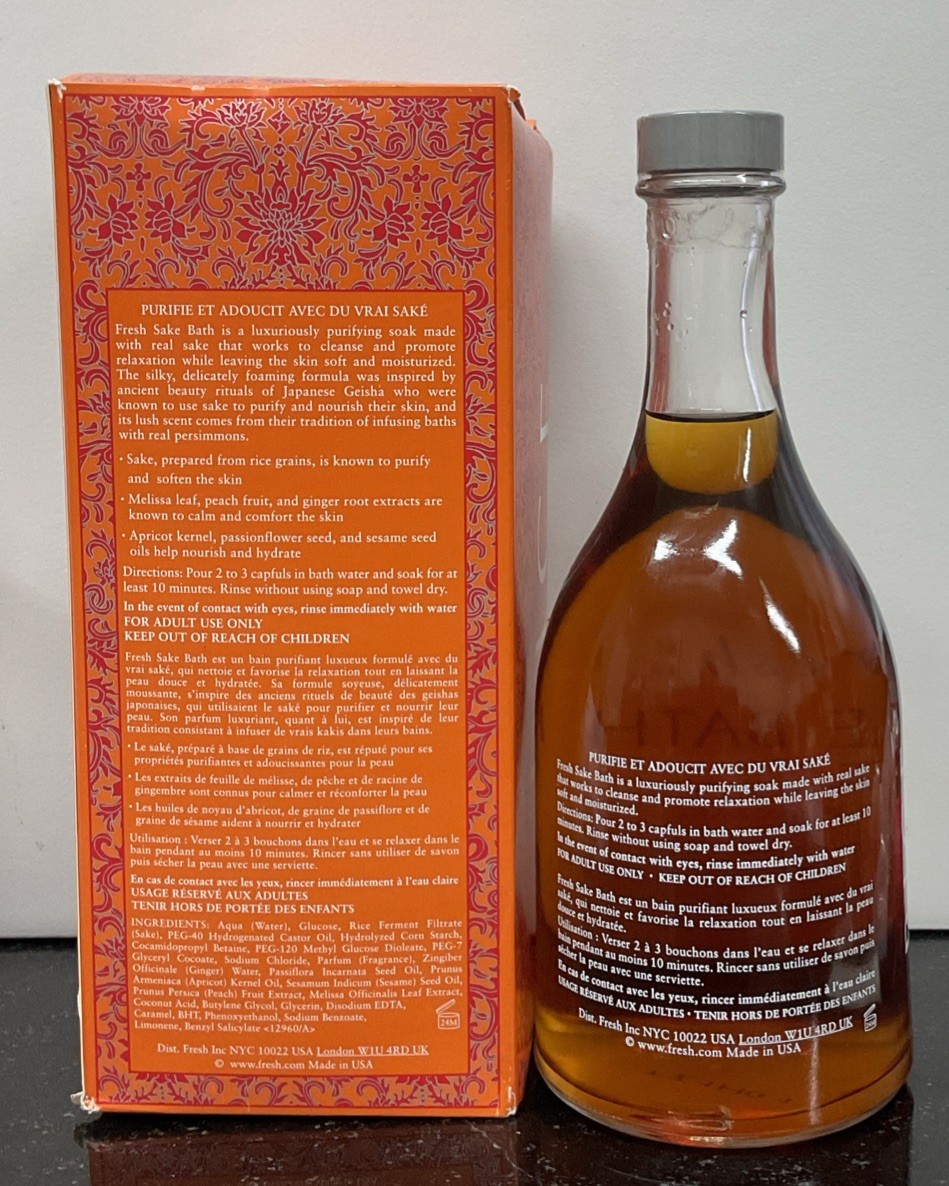 PURIFIE ET ADOUCIT AVEC DU VRAI SAKÉ
Fresh Sake Bath is a luxuriously purifying soak made
with real sake that works to cleanse and promote
relaxation while leaving the skin soft and moisturized.
The silky, delicately foaming formula was inspired by
ancient beauty rituals of Japanese Geisha who were
known to use sake to purify and nourish their skin, and
its lush scent comes from their tradition of infusing baths
with real persimmons.
· Sake, prepared from rice grains, is known to purify
and soften the skin
· Melissa leaf, peach fruit, and ginger root extracts are
known to calm and comfort the skin
· Apricot kernel, passionflower seed, and sesame seed
oils help nourish and hydrate
Directions: Pour 2 to 3 capfuls in bath water and soak for at
least 10 minutes. Rinse without using soap and towel dry.
In the event of contact with eyes, rinse immediately with water
FOR ADULT USE ONLY
KEEP OUT OF REACH OF CHILDREN
Fresh Sake Bath est un bain purifiant luxueux formulé avec du
vrai saké, qui nettoie et favorise la relaxation tout en laissant la
peau douce et hydratée. Sa formule soyeuse, délicatement
moussante, s'inspire des anciens rituels de beauté des geishas
japonaises, qui utilisaient le saké pour purifier et nourrir leur
peau. Son parfum luxuriant, quant à lui, est inspiré de leur
tradition consistant à infuser de vrais kakis dans leurs bains.
· Le saké, préparé à base de grains de riz, est réputé pour ses
propriétés purifiantes et adoucissantes pour la peau
· Les extraits de feuille de mélisse, de pêche et de racine de
gingembre sont connus pour calmer et réconforter la peau
· Les huiles de noyau d'abricot, de graine de passiflore et de
graine de sésame aident à nourrir et hydrater
Utilisation : Verser 2 à 3 bouchons dans l'eau et se relaxer dans le
bain pendant au moins 10 minutes. Rincer sans utiliser de savon
puis sécher la peau avec une serviette.
En cas de contact avec les yeux, rincer immédiatement à l'eau claire
USAGE RÉSERVÉ AUX ADULTES
TENIR HORS DE PORTÉE DES ENFANTS
INGREDIENTS: Aqua (Water), Glucose, Rice Ferment Filtrate
(Sake), PEG-40 Hydrogenated Castor Oil, Hydrolyzed Corn Starch,
Cocamidopropyl Betaine, PEG-120 Methyl Glucose Dioleate, PEG-7
Glyceryl Cocoate, Sodium Chloride, Parfum (Fragrance), Zingiber
Officinale (Ginger) Water, Passiflora Incarnata Seed Oil, Prunus
Armeniaca (Apricot) Kernel Oil, Sesamum Indicum (Sesame) Seed Oil,
Prunus Persica (Peach) Fruit Extract, Melissa Officinalis Leaf Extract,
Coconut Acid, Butylene Glycol, Glycerin, Disodium EDTA,
Caramel, BHT, Phenoxyethanol, Sodium Benzoate,
Limonene, Benzyl Salicylate <12960/A>
24M
Dist. Fresh Inc NYC 10022 USA London W1U 4RD UK
© www.fresh.com Made in USA
PURIFIE ET ADOUCIT AVEC DU VRAI SAKÉ
Fresh Sake Bath is a luxuriously purifying soak made with real sake
that works to cleanse and promote relaxation while leaving the skin
soft and moisturized.
Directions: Pour 2 to 3 capfuls in bath water and soak for at least 10
minutes. Rinse without using soap and towel dry.
In the event of contact with eyes, rinse immediately with water
FOR ADULT USE ONLY · KEEP OUT OF REACH OF CHILDREN
Fresh Sake Bath est un bain purifiant luxueux formulé avec du vrai
saké, qui nettoie et favorise la relaxation tout en laissant la peau
douce et hydratée.
Utilisation : Verser 2 à 3 bouchons dans l'eau et se relaxer dans le
bain pendant au moins 10 minutes. Rincer sans utiliser de savon puis
sécher la peau avec une serviette.
En cas de contact avec les yeux, rincer immédiatement à l'eau claire
USAGE RÉSERVÉ AUX ADULTES · TENIR HORS DE PORTÉE DES ENFANTS
Dist. Fresh Inc NYC 10022 USA London W1U 4RD UK
© www.fresh.com Made in USA